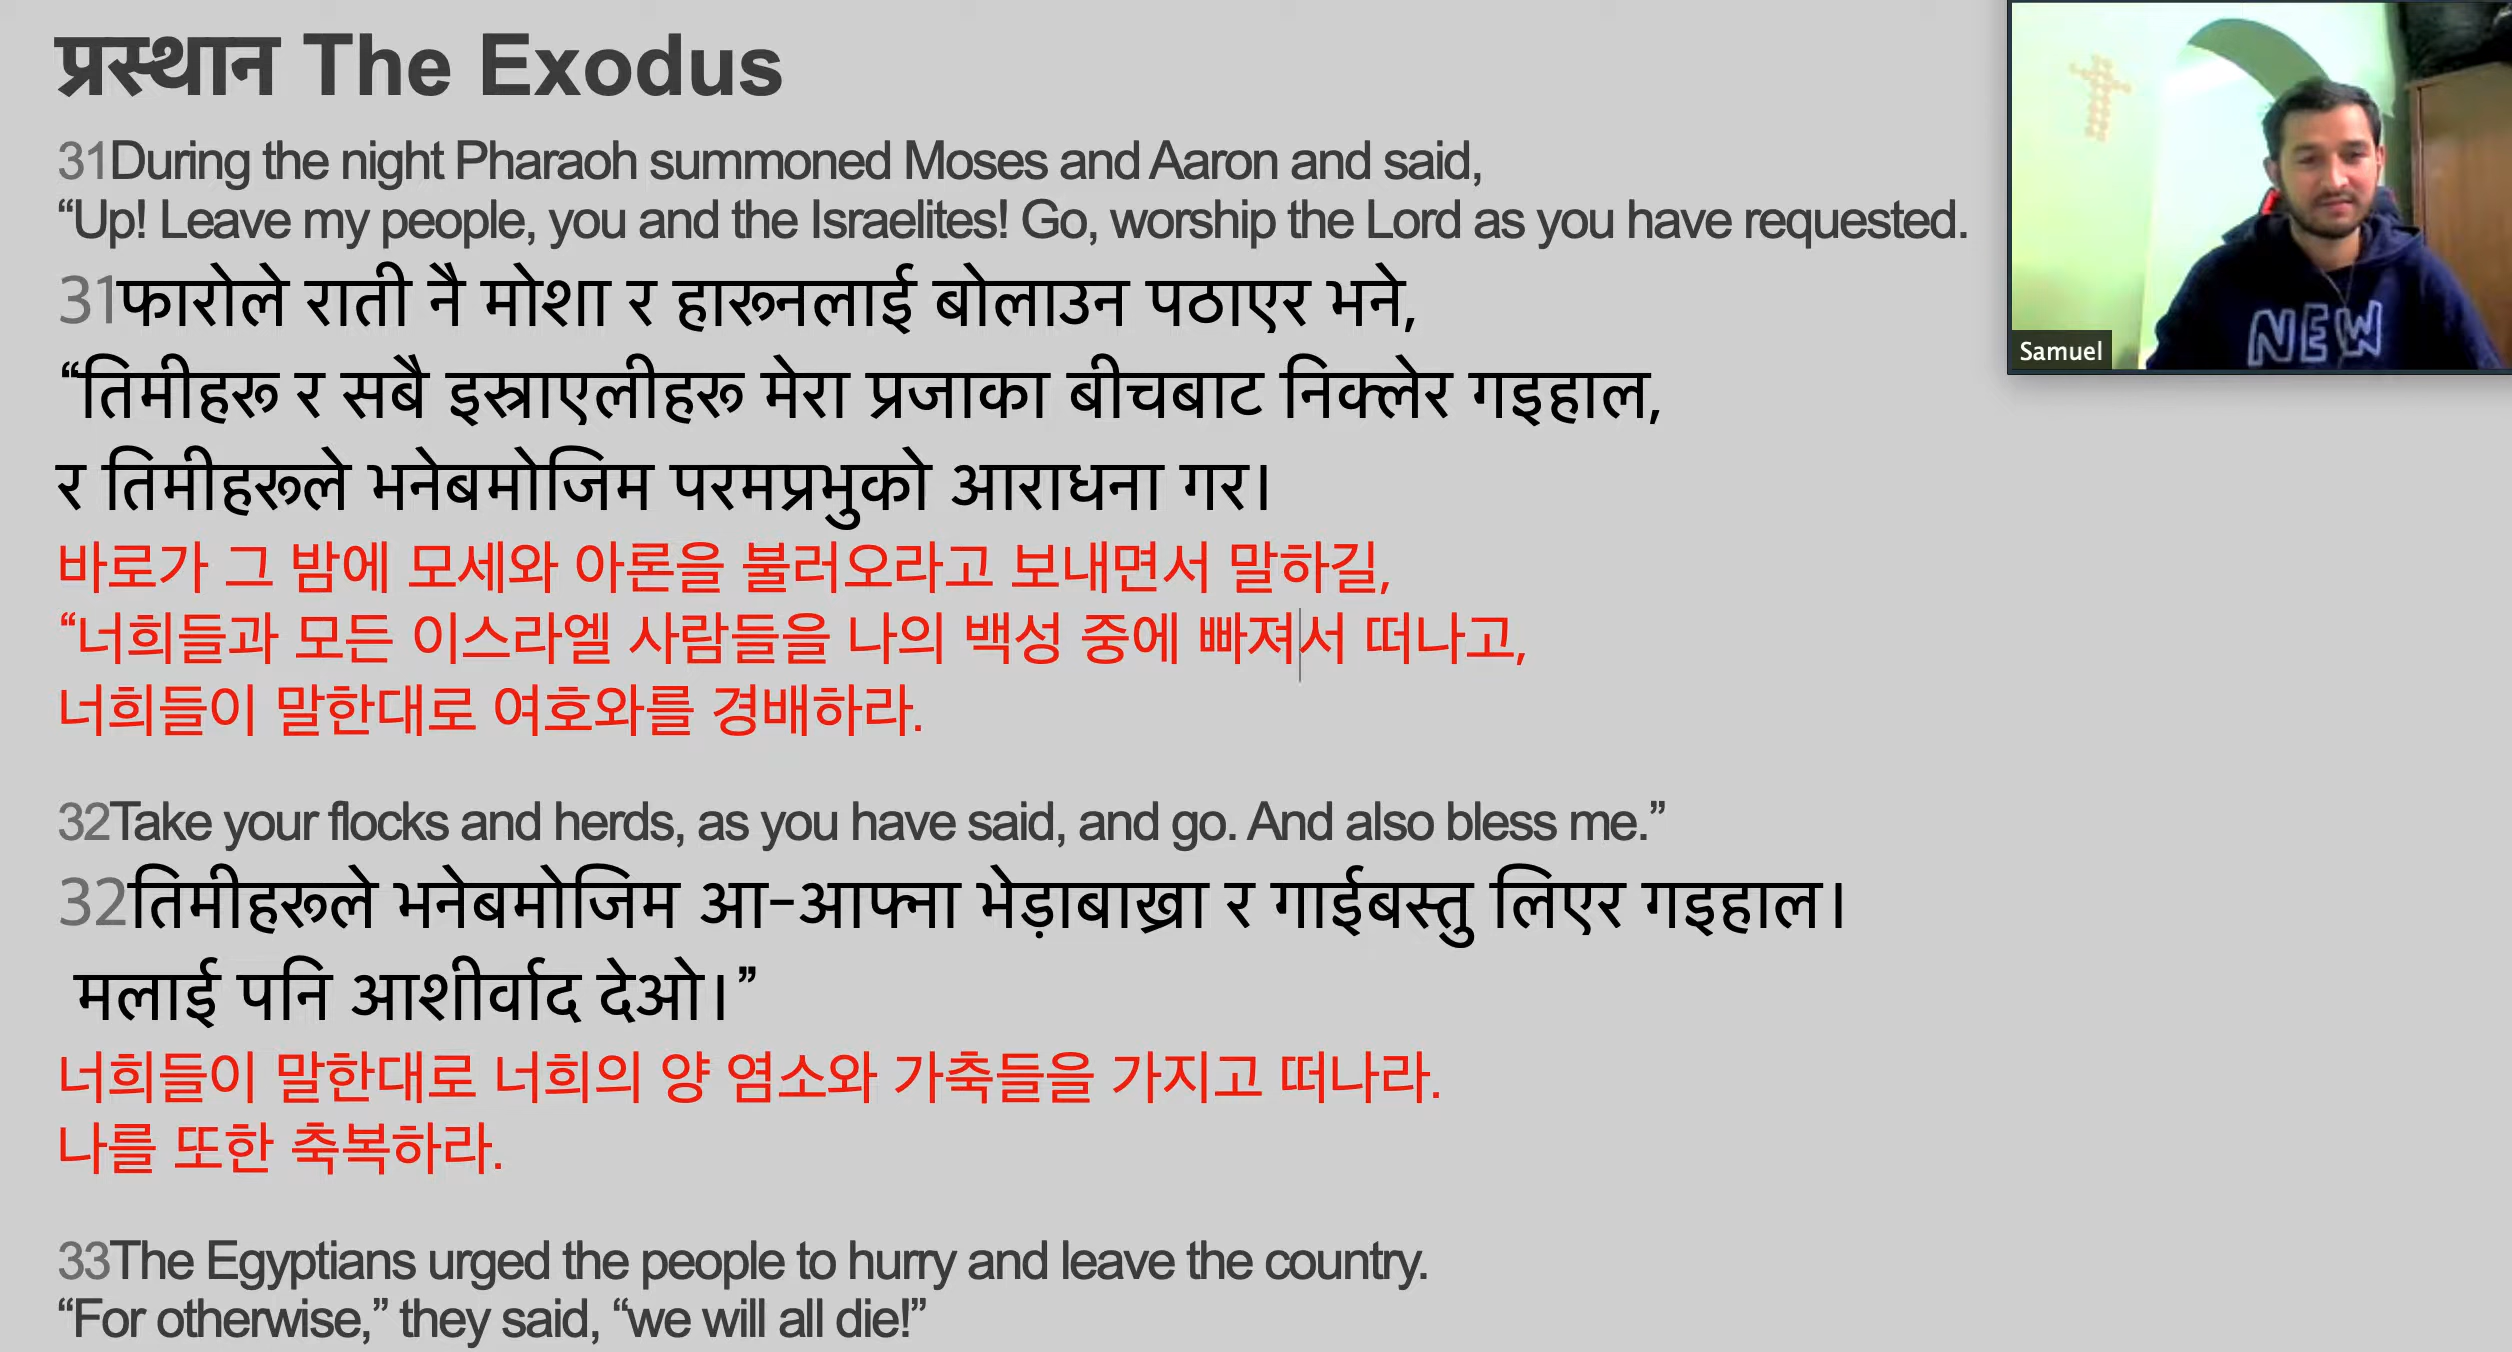 प्रस्थान The Exodus
31During the night Pharaoh summoned Moses and Aaron and said,
“Up! Leave my people, you and the Israelites! Go, worship the Lord as you have requested.
31फारोले राती नै मोशा र हारूनलाई बोलाउन पठाएर भने,
“तिमीहरू र सबै इस्राएलीहरू मेरा प्रजाका बीचबाट निक्लेर गइहाल,
र तिमीहरूले भनेबमोजिम परमप्रभुको आराधना गर।
바로가 그 밤에 모세와 아론을 불러오라고 보내면서 말하길,
“너희들과 모든 이스라엘 사람들을 나의 백성 중에 빠져서 떠나고,
너희들이 말한대로 여호와를 경배하라.
32Take your flocks and herds, as you have said, and go. And also bless me.”
32तिमीहरूले भनेबमोजिम आ-आफ्ना भेड़ाबाख्रा र गाईबस्तु लिएर गइहाल।
मलाई पनि आशीर्वाद देओ।”
너희들이 말한대로 너희의 양 염소와 가축들을 가지고 떠나라.
나를 또한 축복하라.
33The Egyptians urged the people to hurry and leave the country.
“For otherwise,” they said, “we will all die!”
NEW
Samuel